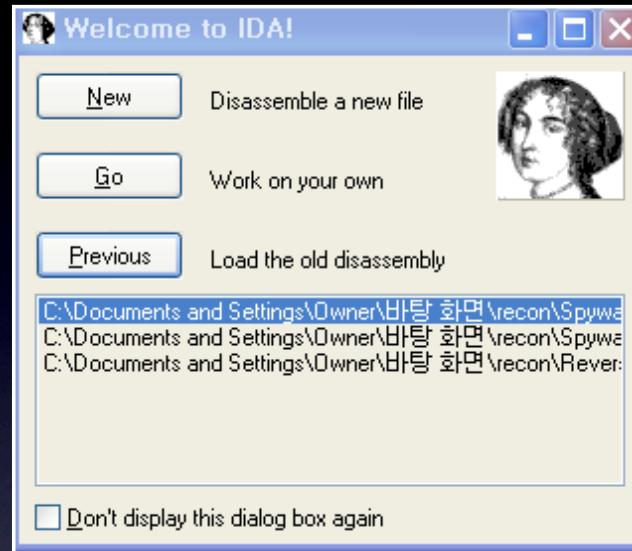 Welcome to IDA!
New
Disassemble a new file
Go
Work on your own
Previous
Load the old disassembly
C:\Documents and Settings\Owner\바탕 화면\recon\Spywa
C:\Documents and Settings\Owner\바탕 화면\recon\Spywa
C:\Documents and Settings\Owner\바탕 화면\recon\Rever
Don't display this dialog box again